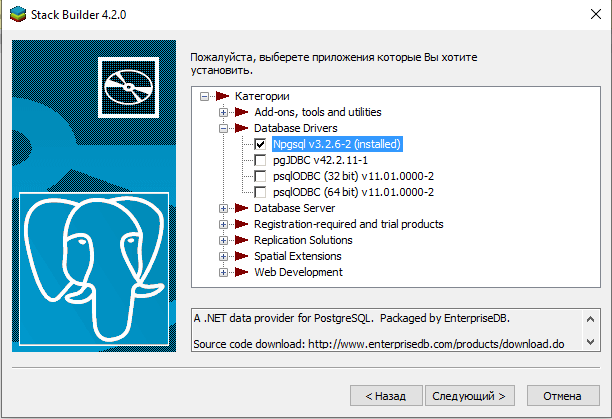 Stack Builder 4.2.0
Пожалуйста, выберете приложения которые Вы хотите
установить.
Категории
Add-ons, tools and utilities
Database Drivers
Npgsql v3.2.6-2 (installed)
pgJDBC v42.2.11-1
psqlODBC (32 bit) v11.01.0000-2
psqlODBC (64 bit) v11.01.0000-2
Database Server
Registration-required and trial products
Replication Solutions
Spatial Extensions
Web Development
A .NET data provider for PostgreSQL. Packaged by EnterpriseDB.
Source code download: http://www.enterprisedb.com/products/download.do
< Назад
Следующий >
Отмена